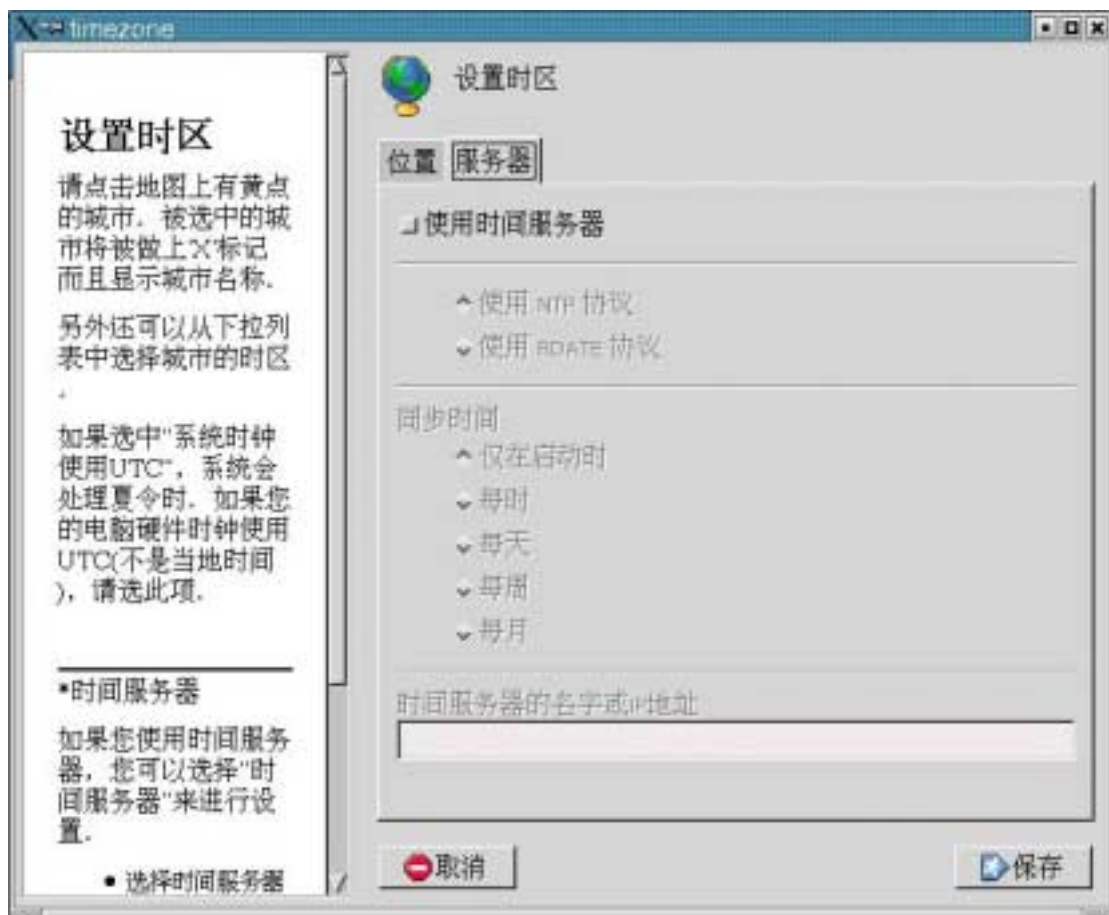 timezone
设置时区
请点击地图上有黄点
的城市. 被选中的城
市将被做上'X'标记
而且显示城市名称.
另外还可以从下拉列
表中选择城市的时区
.
如果选中"系统时钟
使用UTC", 系统会
处理夏令时. 如果您
的电脑硬件时钟使用
UTC(不是当地时间
), 请选此项.
*时间服务器
如果您使用时间服务
器, 您可以选择"时
间服务器"来进行设
置.
• 选择时间服务器
设置时区
位置 服务器
使用时间服务器
使用 NTP 协议
使用 RDATE 协议
同步时间
仅在启动时
每时
每天
每周
每月
时间服务器的名字或IP地址
取消
保存